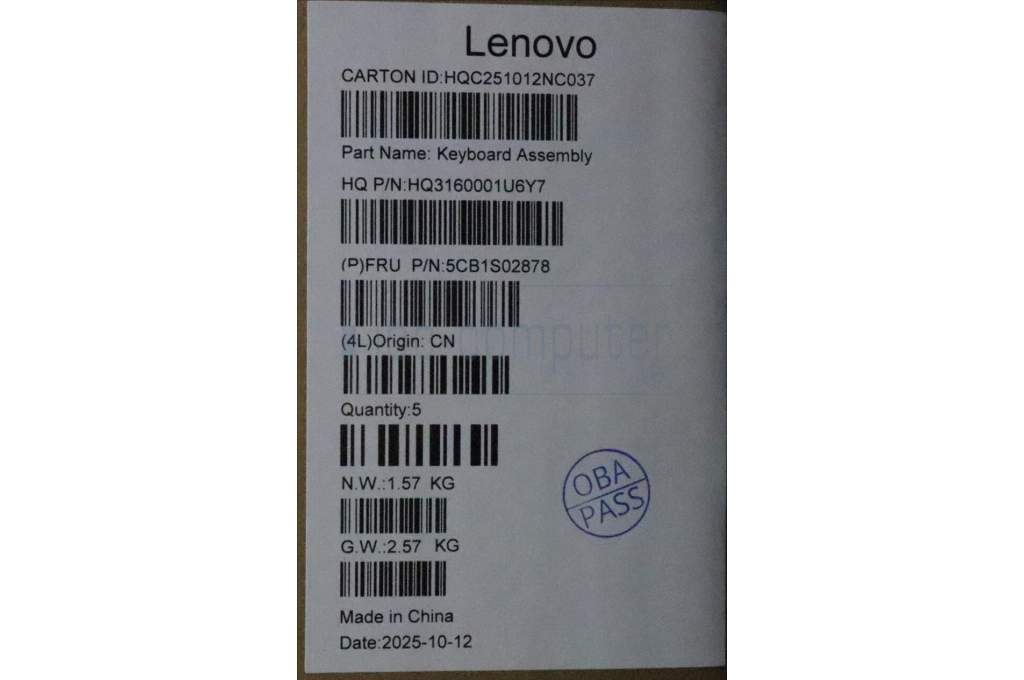 Lenovo
CARTON ID:HQC251012NC037
Part Name: Keyboard Assembly
HQ P/N:HQ3160001U6Y7
(P)FRU P/N:5CB1S02878
computer
(4L)Origin: CN
Quantity:5
N.W.:1.57 KG
OBA
PASS
G.W.:2.57 KG
Made in China
Date:2025-10-12